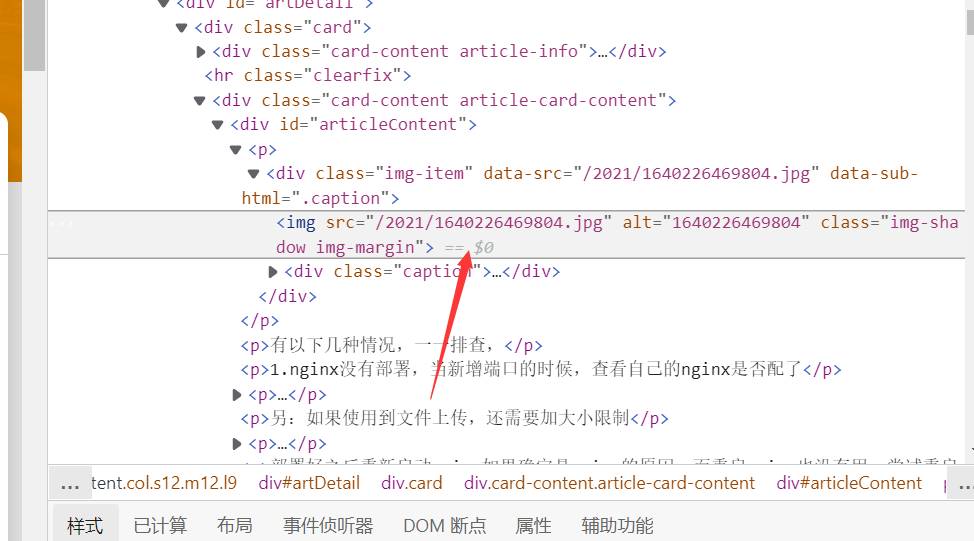 <div id="artDetail">
<div class="card">
<div class="card-content article-info">…</div>
<hr class="clearfix">
<div class="card-content article-card-content">
<div id="articleContent">
<p>
<div class="img-item" data-src="/2021/1640226469804.jpg" data-sub-
html=".caption">
<img src="/2021/1640226469804.jpg" alt="1640226469804" class="img-sha
dow img-margin"> == $0
<div class="caption">…</div>
</div>
</p>
<p>有以下几种情况，一一排查，</p>
<p>1.nginx没有部署，当新增端口的时候，查看自己的nginx是否配了</p>
<p>…</p>
<p>另：如果使用到文件上传，还需要加大小限制</p>
<p>…</p>
… tent.col.s12.m12.l9 div#artDetail div.card div.card-content.article-card-content div#articleContent …
样式 已计算 布局 事件侦听器 DOM 断点 属性 辅助功能